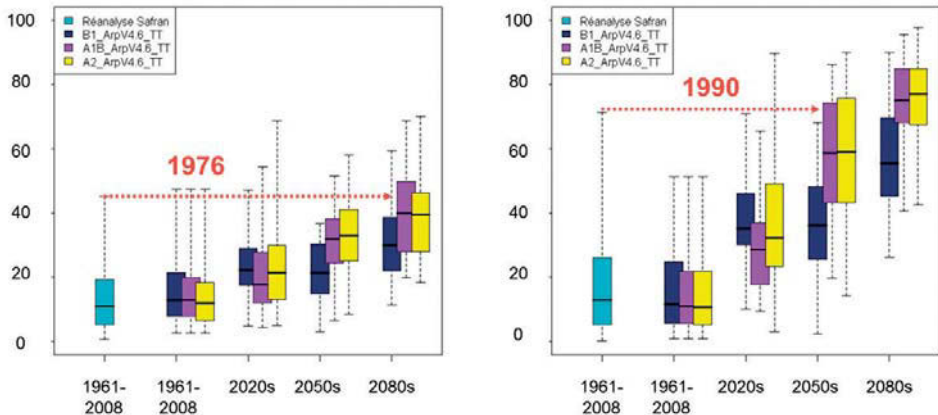 100
80
60
40
20
0
Réanalyse Safran
B1_ArpV4.6_TT
A1B_ArpV4.6_TT
A2_ArpV4.6_TT
1976
1961-
2008
1961-
2008
2020s
2050s
2080s
100
80
60
40
20
0
Réanalyse Safran
B1_ArpV4.6_TT
A1B_ArpV4.6_TT
A2_ArpV4.6_TT
1990
1961-
2008
1961-
2008
2020s
2050s
2080s